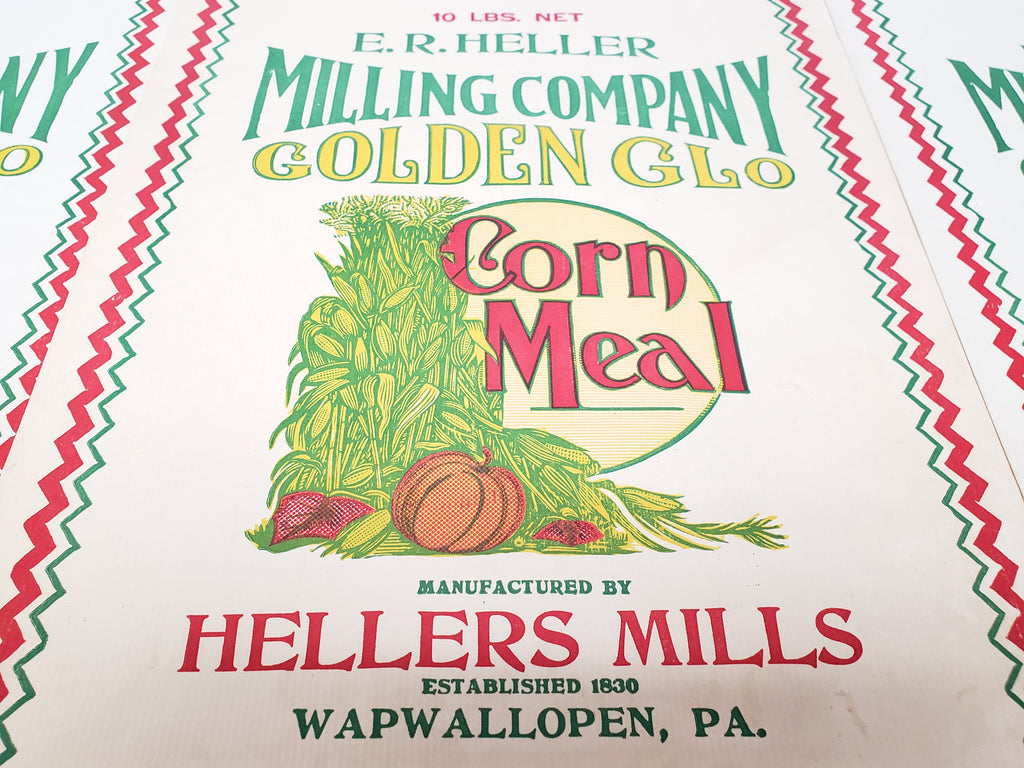 10 LBS. NET
E. R. HELLER
MILLING COMPANY
GOLDEN GLO
Corn
Meal
MANUFACTURED BY
HELLERS MILLS
ESTABLISHED 1830
WAPWALLOPEN, PA.